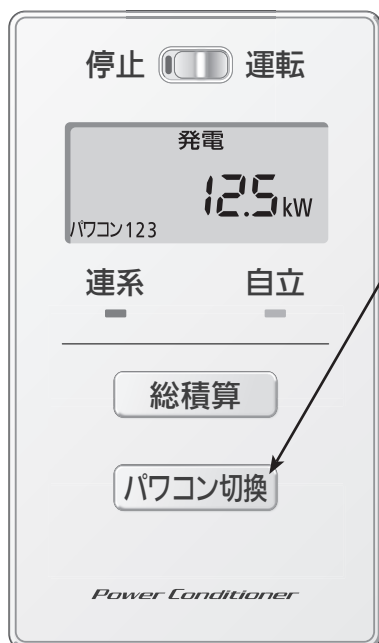 停止 運転
発電
12.5kW
パワコン123
連系 自立
総積算
パワコン切換
Power Conditioner